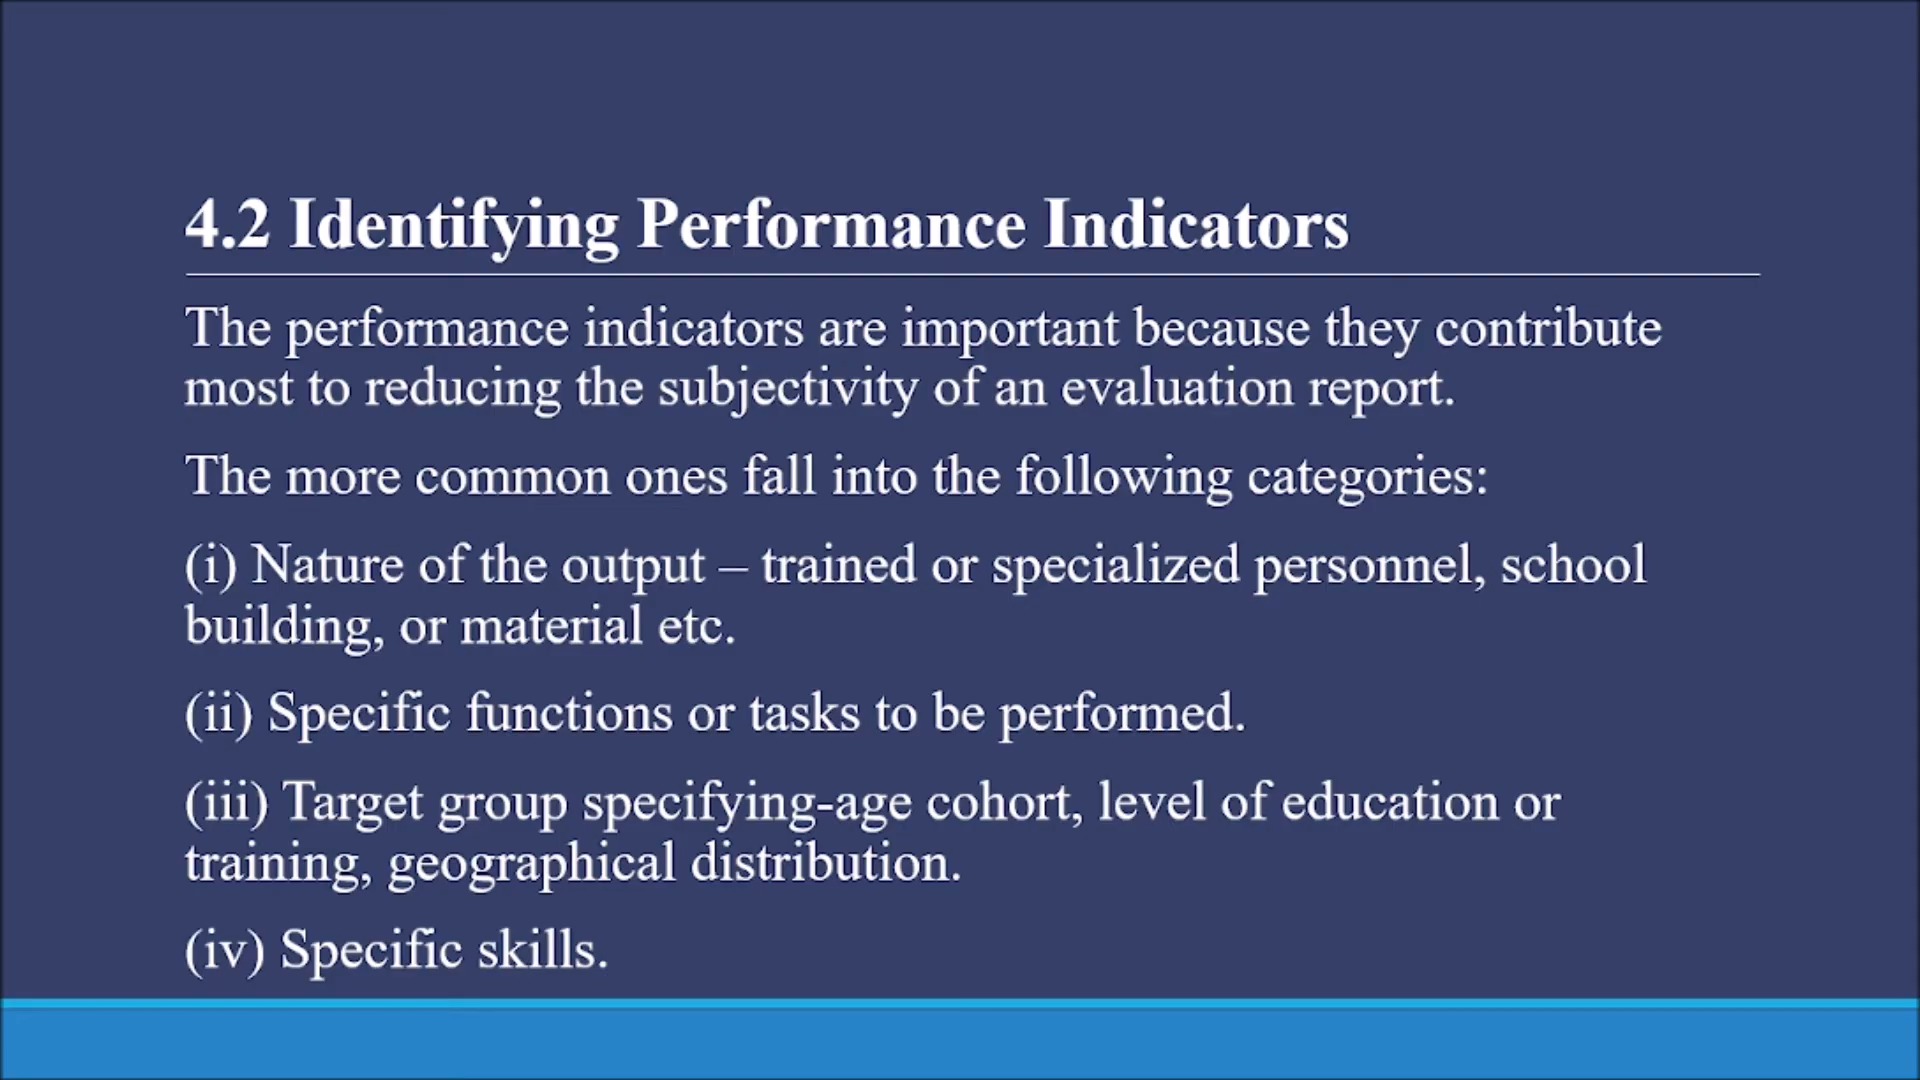 4.2 Identifying Performance Indicators
The performance indicators are important because they contribute
most to reducing the subjectivity of an evaluation report.
The more common ones fall into the following categories:
(i) Nature of the output – trained or specialized personnel, school
building, or material etc.
(ii) Specific functions or tasks to be performed.
(iii) Target group specifying-age cohort, level of education or
training, geographical distribution.
(iv) Specific skills.